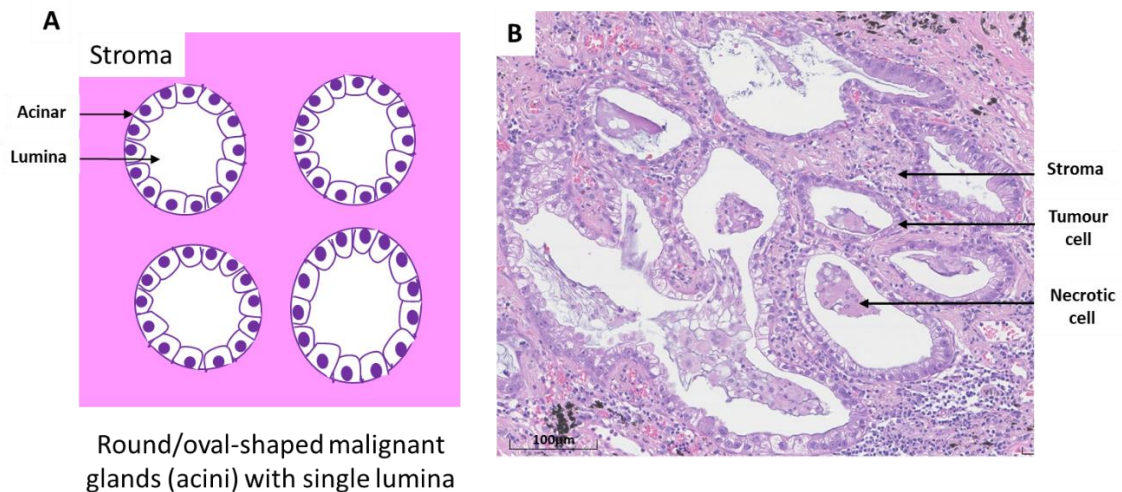 A
Stroma
Acinar
Lumina
Round/oval-shaped malignant
glands (acini) with single lumina
B
Stroma
Tumour
cell
Necrotic
cell
100µm